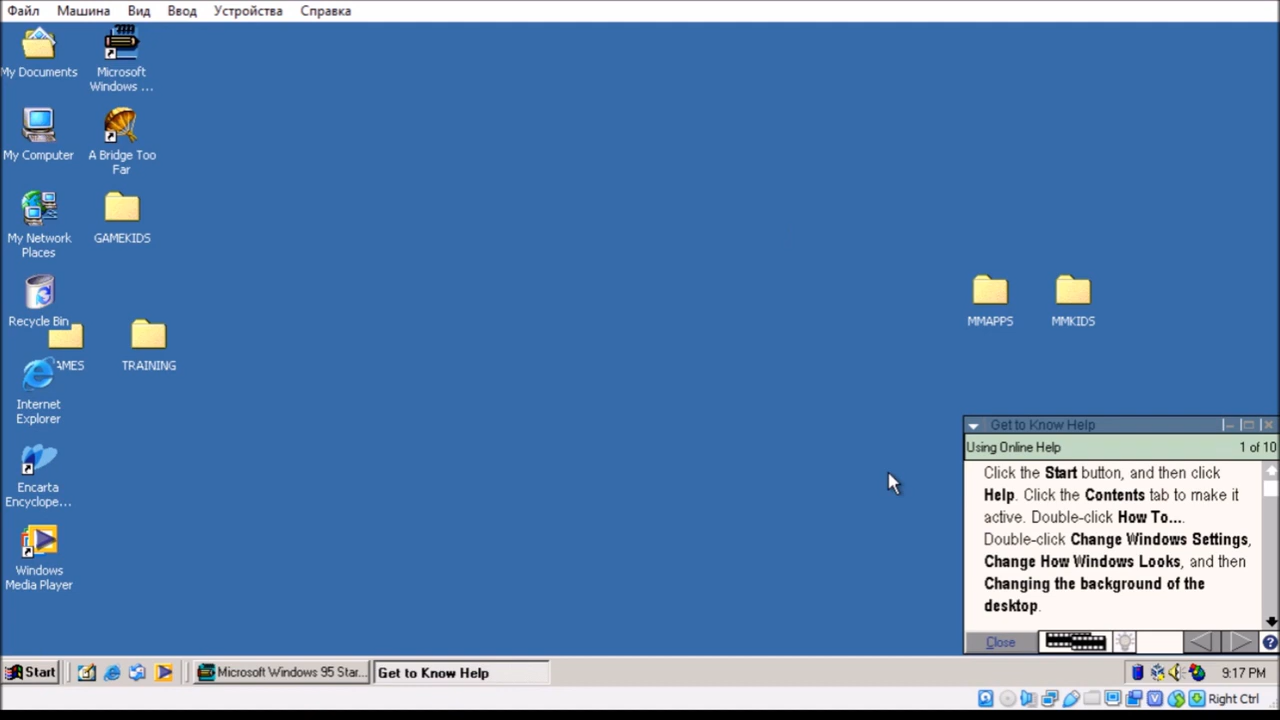 Файл Машина Вид Ввод Устройства Справка
My Documents
Microsoft
Windows ...
My Computer
A Bridge Too
Far
My Network
Places
GAMEKIDS
Recycle Bin
AMES
TRAINING
MMAPPS
MMKIDS
Internet
Explorer
Encarta
Encyclope...
Windows
Media Player
Get to Know Help
Using Online Help 1 of 10
Click the Start button, and then click
Help. Click the Contents tab to make it
active. Double-click How To....
Double-click Change Windows Settings,
Change How Windows Looks, and then
Changing the background of the
desktop.
Close
Start Microsoft Windows 95 Star... Get to Know Help 9:17 PM
Right Ctrl